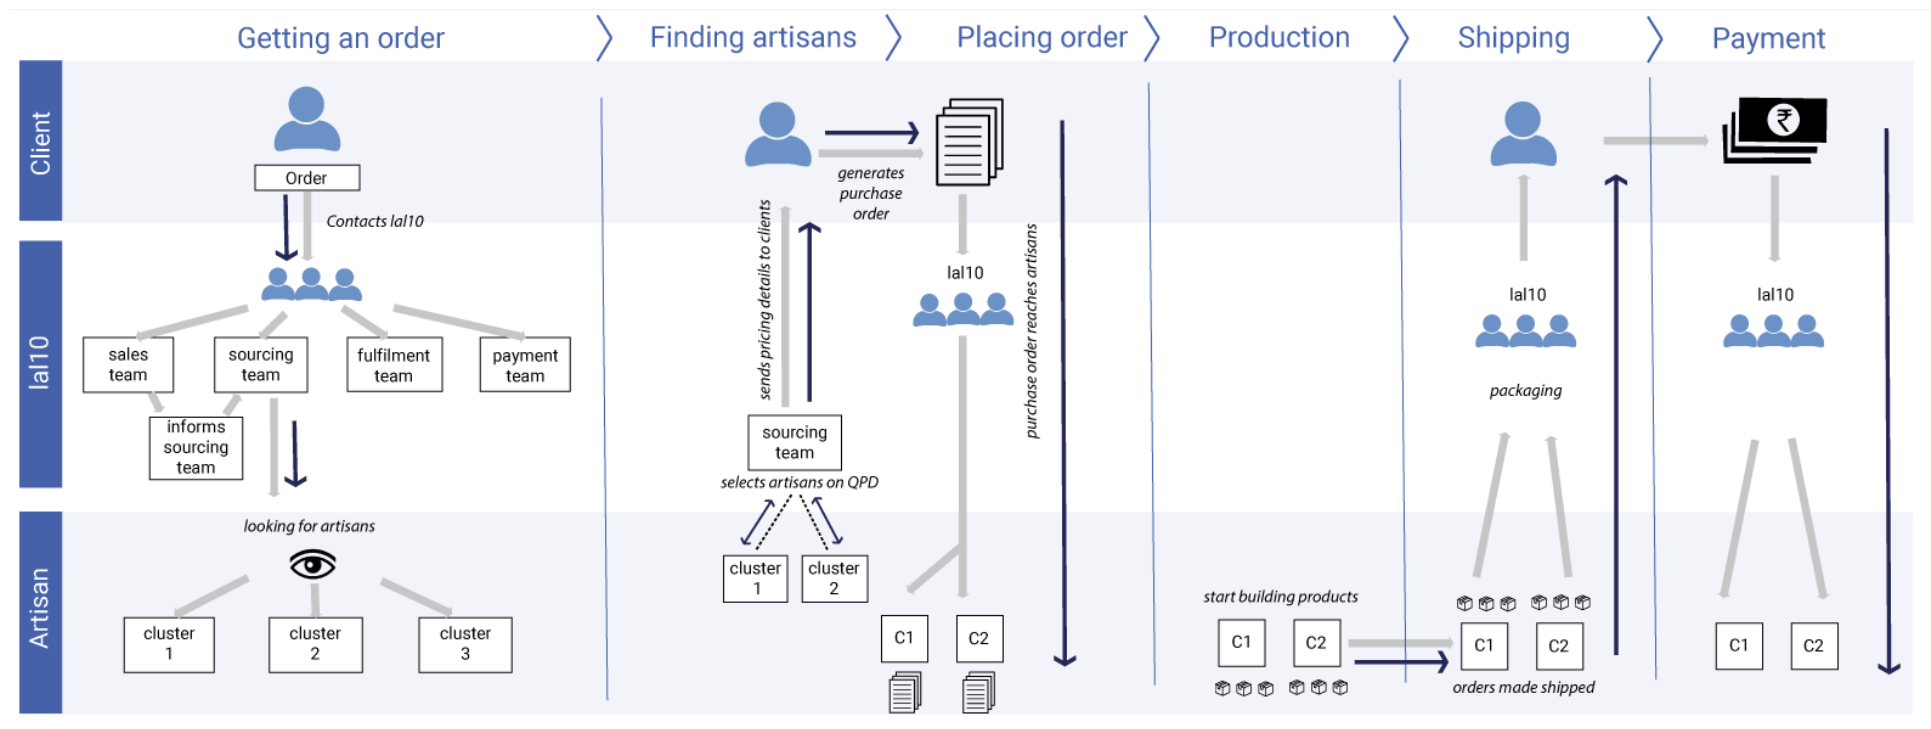 Getting an order
Finding artisans
Placing order
Production
Shipping
Payment
Client
lal10
Artisan
Order
Contacts lal10
sales
team
sourcing
team
fulfilment
team
payment
team
informs
sourcing
team
looking for artisans
cluster
1
cluster
2
cluster
3
generates
purchase
order
sends pricing details to clients
sourcing
team
selects artisans on QPD
cluster
1
cluster
2
lal10
purchase order reaches artisans
C1
C2
start building products
C1
C2
lal10
packaging
C1
C2
orders made shipped
₹
lal10
C1
C2